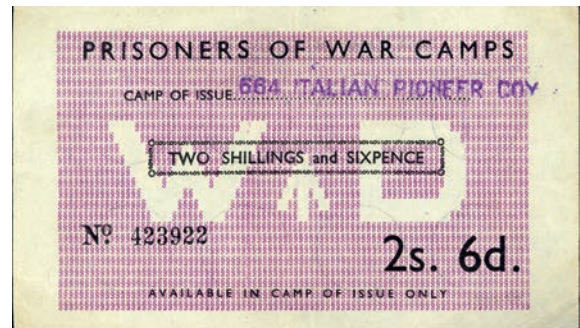 PRISONERS OF WAR CAMPS
CAMP OF ISSUE 664 ITALIAN PIONEER COY
TWO SHILLINGS and SIXPENCE
W D
Nº 423922
2s. 6d.
AVAILABLE IN CAMP OF ISSUE ONLY